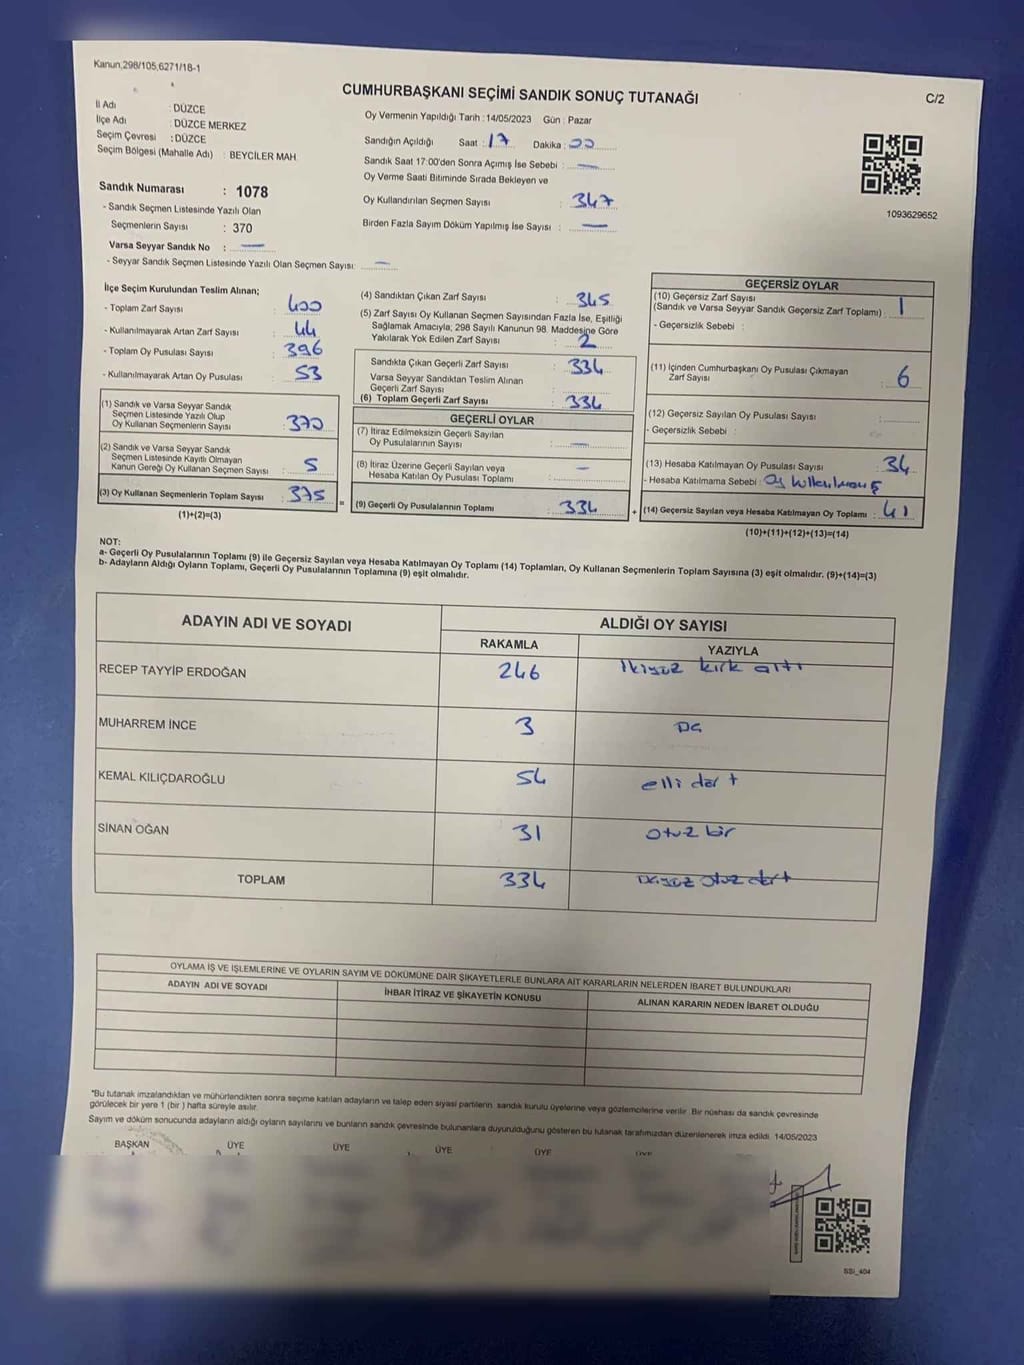 Kanun,298/105,6271/18-1
CUMHURBAŞKANI SEÇİMİ SANDIK SONUÇ TUTANAĞI
C/2
İl Adı : DÜZCE
İlçe Adı : DÜZCE MERKEZ
Seçim Çevresi : DÜZCE
Seçim Bölgesi (Mahalle Adı) : BEYCİLER MAH.
Sandık Numarası : 1078
- Sandık Seçmen Listesinde Yazılı Olan
Seçmenlerin Sayısı : 370
Varsa Seyyar Sandık No : —
- Seyyar Sandık Seçmen Listesinde Yazılı Olan Seçmen Sayısı: —
Oy Vermenin Yapıldığı Tarih : 14/05/2023 Gün : Pazar
Sandığın Açıldığı Saat : 17 Dakika :
Sandık Saat 17:00'den Sonra Açımış İse Sebebi : —
Oy Verme Saati Bitiminde Sırada Bekleyen ve
Oy Kullandırılan Seçmen Sayısı : 347
Birden Fazla Sayım Döküm Yapılmış İse Sayısı : —
1093629652
İlçe Seçim Kurulundan Teslim Alınan;
- Toplam Zarf Sayısı : 400
- Kullanılmayarak Artan Zarf Sayısı : 44
- Toplam Oy Pusulası Sayısı : 396
- Kullanılmayarak Artan Oy Pusulası : 53
(1) Sandık ve Varsa Seyyar Sandık
Seçmen Listesinde Yazılı Olup
Oy Kullanan Seçmenlerin Sayısı : 370
(2) Sandık ve Varsa Seyyar Sandık
Seçmen Listesinde Kayıtlı Olmayan
Kanun Gereği Oy Kullanan Seçmen Sayısı : 5
(3) Oy Kullanan Seçmenlerin Toplam Sayısı : 375
(1)+(2)=(3)
=
(4) Sandıktan Çıkan Zarf Sayısı : 345
(5) Zarf Sayısı Oy Kullanan Seçmen Sayısından Fazla İse, Eşitliği
Sağlamak Amacıyla; 298 Sayılı Kanunun 98. Maddesine Göre
Yakılarak Yok Edilen Zarf Sayısı : 2
Sandıkta Çıkan Geçerli Zarf Sayısı : 334
Varsa Seyyar Sandıktan Teslim Alınan
Geçerli Zarf Sayısı :
(6) Toplam Geçerli Zarf Sayısı : 334
GEÇERLİ OYLAR
(7) İtiraz Edilmeksizin Geçerli Sayılan
Oy Pusulalarının Sayısı : —
(8) İtiraz Üzerine Geçerli Sayılan veya
Hesaba Katılan Oy Pusulası Toplamı : —
(9) Geçerli Oy Pusulalarının Toplamı : 334
+
GEÇERSİZ OYLAR
(10) Geçersiz Zarf Sayısı
(Sandık ve Varsa Seyyar Sandık Geçersiz Zarf Toplamı) : 1
- Geçersizlik Sebebi :
(11) İçinden Cumhurbaşkanı Oy Pusulası Çıkmayan
Zarf Sayısı : 6
(12) Geçersiz Sayılan Oy Pusulası Sayısı :
- Geçersizlik Sebebi :
(13) Hesaba Katılmayan Oy Pusulası Sayısı : 34
- Hesaba Katılmama Sebebi : Oy
(14) Geçersiz Sayılan veya Hesaba Katılmayan Oy Toplamı : 41
(10)+(11)+(12)+(13)=(14)
NOT:
a- Geçerli Oy Pusulalarının Toplamı (9) ile Geçersiz Sayılan veya Hesaba Katılmayan Oy Toplamı (14) Toplamları, Oy Kullanan Seçmenlerin Toplam Sayısına (3) eşit olmalıdır. (9)+(14)=(3)
b- Adayların Aldığı Oyların Toplamı, Geçerli Oy Pusulalarının Toplamına (9) eşit olmalıdır.
ADAYIN ADI VE SOYADI
ALDIĞI OY SAYISI
RAKAMLA YAZIYLA
RECEP TAYYİP ERDOĞAN 246 İkiyüz kırk altı
MUHARREM İNCE 3
KEMAL KILIÇDAROĞLU 54 elli dört
SİNAN OĞAN 31 otuz bir
TOPLAM 334 otuz dört
OYLAMA İŞ VE İŞLEMLERİNE VE OYLARIN SAYIM VE DÖKÜMÜNE DAİR ŞİKAYETLERLE BUNLARA AİT KARARLARIN NELERDEN İBARET BULUNDUKLARI
ADAYIN ADI VE SOYADI
İHBAR İTİRAZ VE ŞİKAYETİN KONUSU
ALINAN KARARIN NEDEN İBARET OLDUĞU
*Bu tutanak imzalandıktan ve mühürlendikten sonra seçime katılan adayların ve talep eden siyasi partilerin sandık kurulu üyelerine veya gözlemcilerine verilir. Bir nüshası da sandık çevresinde
görülecek bir yere 1 (bir ) hafta süreyle asılır.
Sayım ve döküm sonucunda adayların aldığı oyların sayılarını ve bunların sandık çevresinde bulunanlara duyurulduğunu gösteren bu tutanak tarafımızdan düzenlenerek imza edildi. 14/05/2023
BAŞKAN ÜYE ÜYE ÜYE ÜYE ÜYE
SSI_404